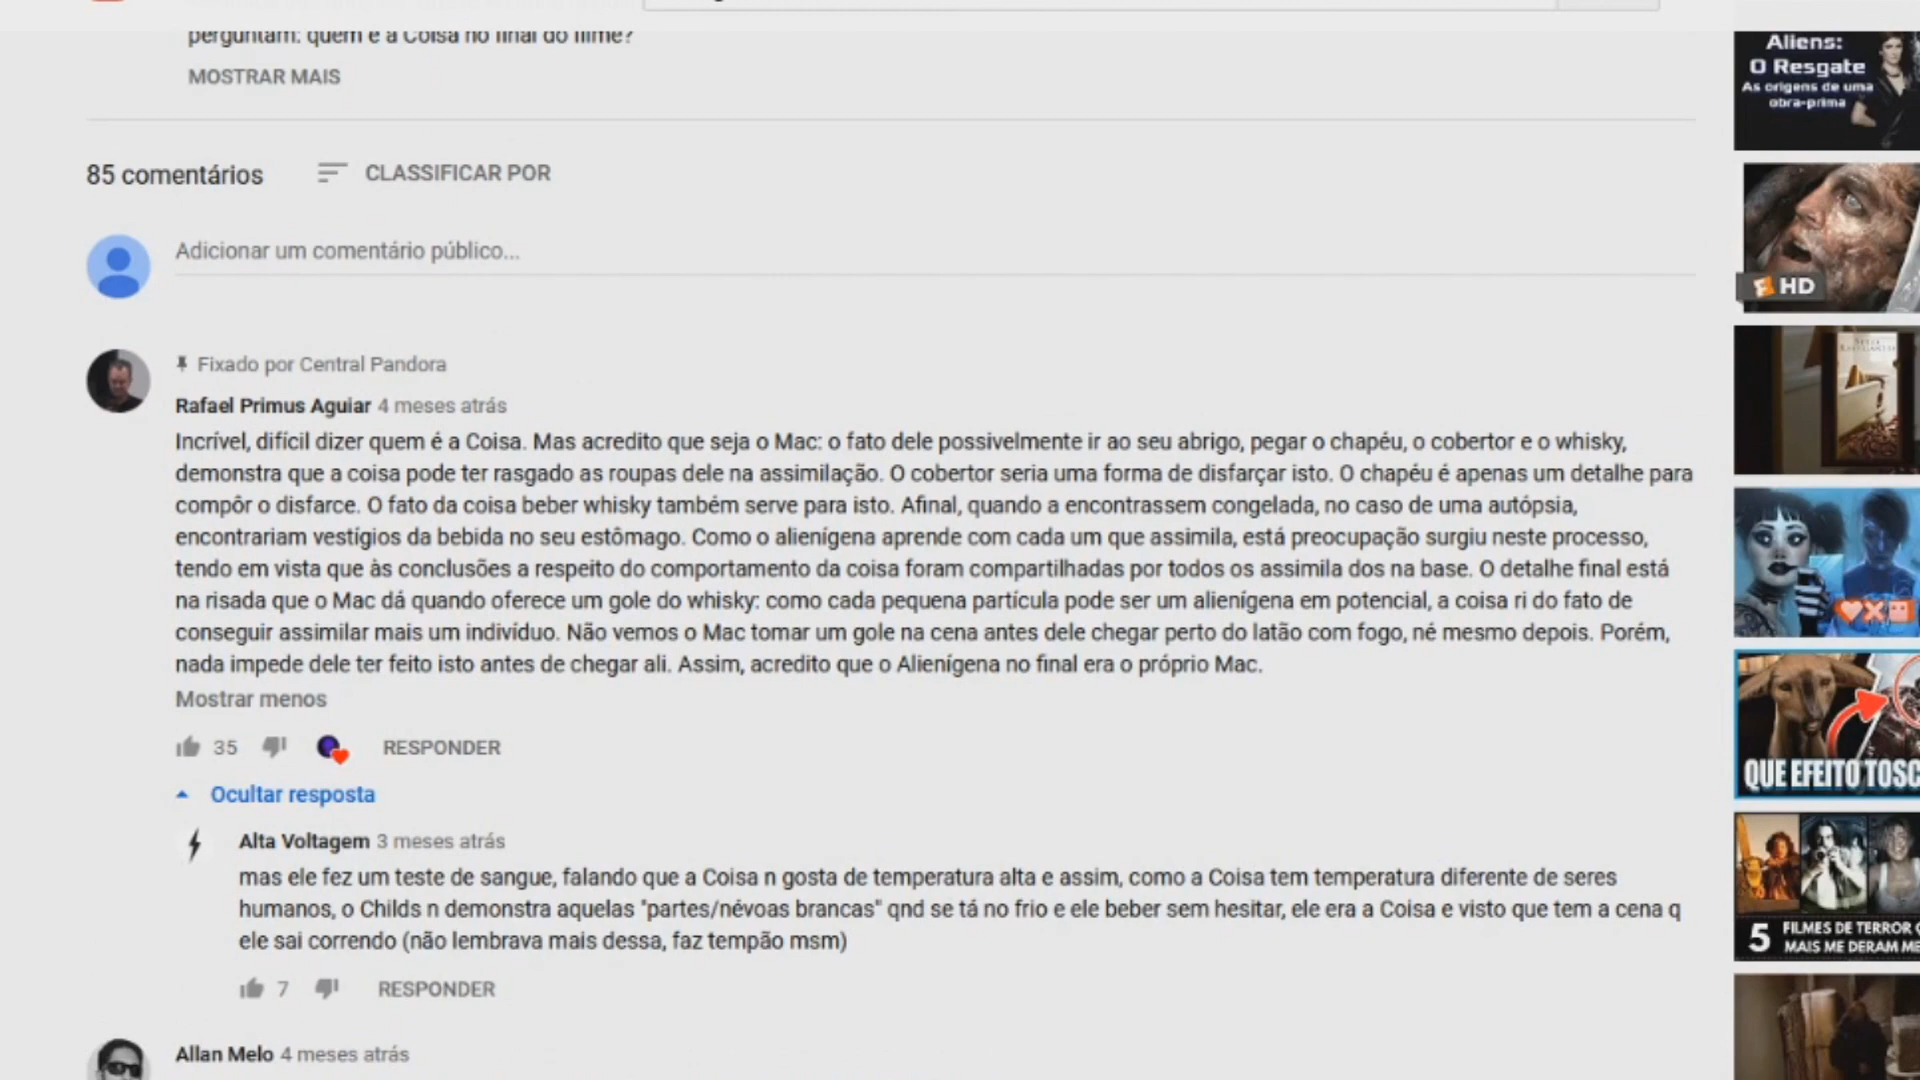 perguntam: quem é a Coisa no final do filme?
MOSTRAR MAIS
85 comentários
CLASSIFICAR POR
Adicionar um comentário público...
Fixado por Central Pandora
Rafael Primus Aguiar 4 meses atrás
Incrível, difícil dizer quem é a Coisa. Mas acredito que seja o Mac: o fato dele possivelmente ir ao seu abrigo, pegar o chapéu, o cobertor e o whisky,
demonstra que a coisa pode ter rasgado as roupas dele na assimilação. O cobertor seria uma forma de disfarçar isto. O chapéu é apenas um detalhe para
compôr o disfarce. O fato da coisa beber whisky também serve para isto. Afinal, quando a encontrassem congelada, no caso de uma autópsia,
encontrariam vestígios da bebida no seu estômago. Como o alienígena aprende com cada um que assimila, está preocupação surgiu neste processo,
tendo em vista que às conclusões a respeito do comportamento da coisa foram compartilhadas por todos os assimila dos na base. O detalhe final está
na risada que o Mac dá quando oferece um gole do whisky: como cada pequena partícula pode ser um alienígena em potencial, a coisa ri do fato de
conseguir assimilar mais um indivíduo. Não vemos o Mac tomar um gole na cena antes dele chegar perto do latão com fogo, né mesmo depois. Porém,
nada impede dele ter feito isto antes de chegar ali. Assim, acredito que o Alienígena no final era o próprio Mac.
Mostrar menos
35
RESPONDER
Ocultar resposta
Alta Voltagem 3 meses atrás
mas ele fez um teste de sangue, falando que a Coisa n gosta de temperatura alta e assim, como a Coisa tem temperatura diferente de seres
humanos, o Childs n demonstra aquelas "partes/névoas brancas" qnd se tá no frio e ele beber sem hesitar, ele era a Coisa e visto que tem a cena q
ele sai correndo (não lembrava mais dessa, faz tempão msm)
7
RESPONDER
Allan Melo 4 meses atrás
Aliens:
O Resgate
As origens de uma
obra-prima
HD
QUE EFEITO TOSC
5 FILMES DE TERROR
MAIS ME DERAM ME